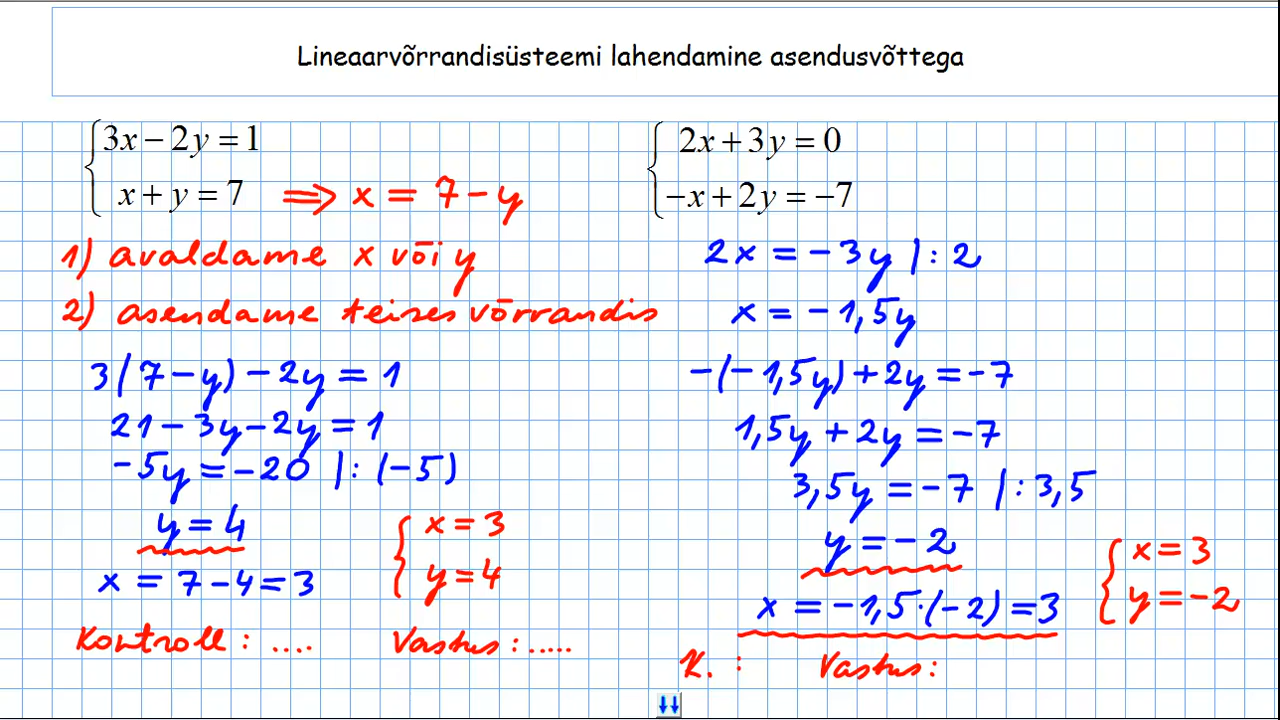 Lineaarvõrrandisüsteemi lahendamine asendusvõttega
3x − 2y = 1
x + y = 7 ⇒ x = 7 − y
1) avaldame x või y
2) asendame teises võrrandis
3(7 − y) − 2y = 1
21 − 3y − 2y = 1
−5y = −20 |: (−5)
y = 4
x = 7 − 4 = 3
x = 3
y = 4
Kontroll: ....
Vastus: .....
2x + 3y = 0
−x + 2y = −7
2x = −3y |: 2
x = −1,5y
−(−1,5y) + 2y = −7
1,5y + 2y = −7
3,5y = −7 |: 3,5
y = −2
x = −1,5·(−2) = 3
x = 3
y = −2
K. :
Vastus: